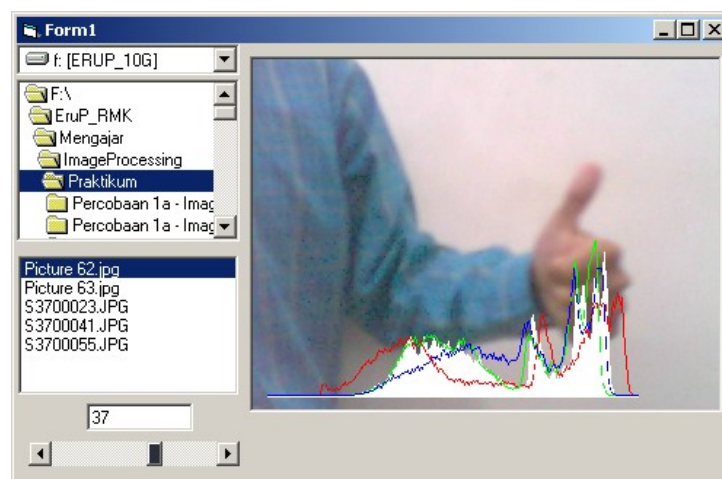 Form1
f: [ERUP_10G]
F:\
EruP_RMK
Mengajar
ImageProcessing
Praktikum
Percobaan 1a - Imag
Percobaan 1a - Imag
Picture 62.jpg
Picture 63.jpg
S3700023.JPG
S3700041.JPG
S3700055.JPG
37